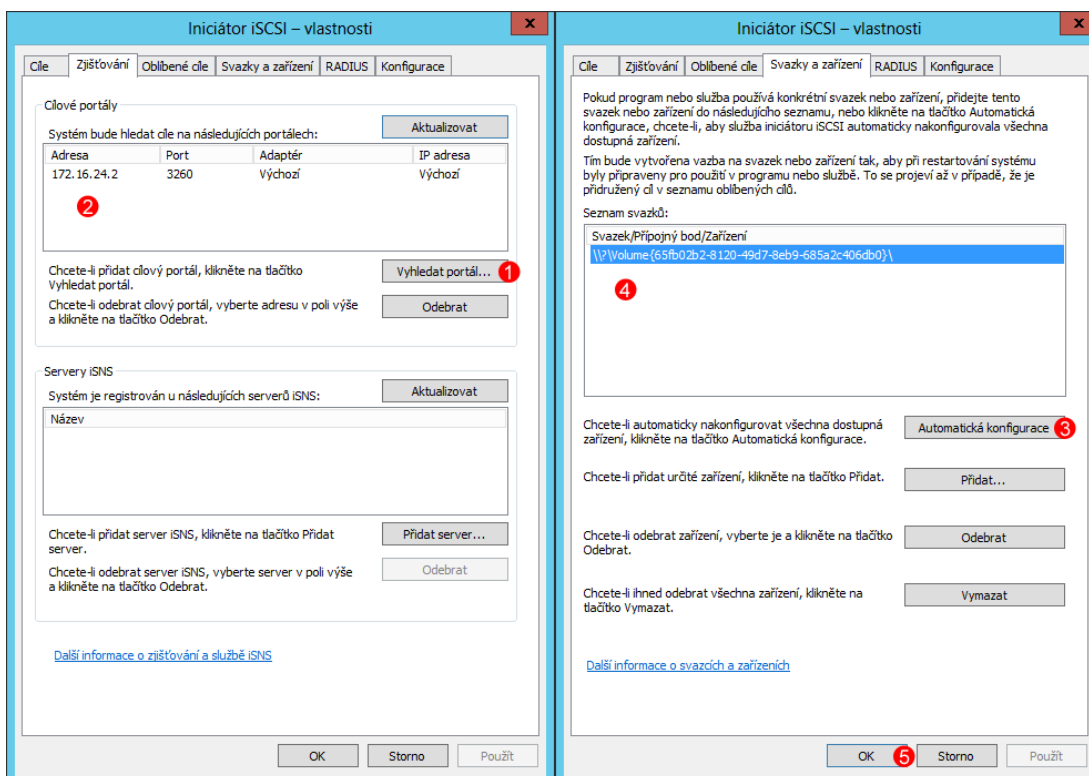 Iniciátor iSCSI – vlastnosti
x
Cíle
Zjišťování
Oblíbené cíle
Svazky a zařízení
RADIUS
Konfigurace
Cílové portály
Systém bude hledat cíle na následujících portálech:
Aktualizovat
Adresa
Port
Adaptér
IP adresa
172.16.24.2
3260
Výchozí
Výchozí
2
Chcete-li přidat cílový portál, klikněte na tlačítko
Vyhledat portál.
Vyhledat portál...
1
Chcete-li odebrat cílový portál, vyberte adresu v poli výše
a klikněte na tlačítko Odebrat.
Odebrat
Servery iSNS
Systém je registrován u následujících serverů iSNS:
Aktualizovat
Název
Chcete-li přidat server iSNS, klikněte na tlačítko Přidat
server.
Přidat server...
Chcete-li odebrat server iSNS, vyberte server v poli výše
a klikněte na tlačítko Odebrat.
Odebrat
Další informace o zjišťování a službě iSNS
OK
Storno
Použít
Iniciátor iSCSI – vlastnosti
x
Cíle
Zjišťování
Oblíbené cíle
Svazky a zařízení
RADIUS
Konfigurace
Pokud program nebo služba používá konkrétní svazek nebo zařízení, přidejte tento
svazek nebo zařízení do následujícího seznamu, nebo klikněte na tlačítko Automatická
konfigurace, chcete-li, aby služba iniciátoru iSCSI automaticky nakonfigurovala všechna
dostupná zařízení.
Tím bude vytvořena vazba na svazek nebo zařízení tak, aby při restartování systému
byly připraveny pro použití v programu nebo službě. To se projeví až v případě, že je
přidružený cíl v seznamu oblíbených cílů.
Seznam svazků:
Svazek/Přípojný bod/Zařízení
\\?\Volume{65fb02b2-8120-49d7-8eb9-685a2c406db0}\
4
Chcete-li automaticky nakonfigurovat všechna dostupná
zařízení, klikněte na tlačítko Automatická konfigurace.
Automatická konfigurace
3
Chcete-li přidat určité zařízení, klikněte na tlačítko Přidat.
Přidat...
Chcete-li odebrat zařízení, vyberte je a klikněte na tlačítko
Odebrat.
Odebrat
Chcete-li ihned odebrat všechna zařízení, klikněte na
tlačítko Vymazat.
Vymazat
Další informace o svazcích a zařízeních
OK
5
Storno
Použít